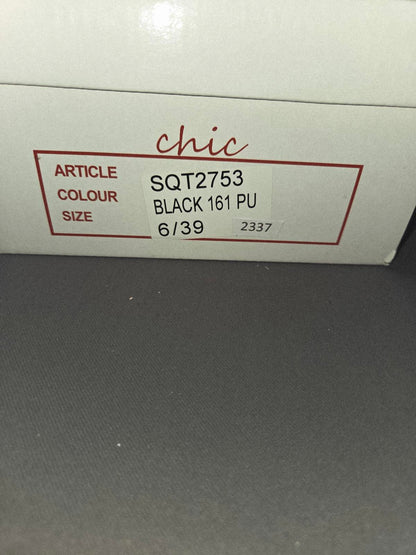 chic
ARTICLE SQT2753
COLOUR BLACK 161 PU
SIZE 6/39 2337